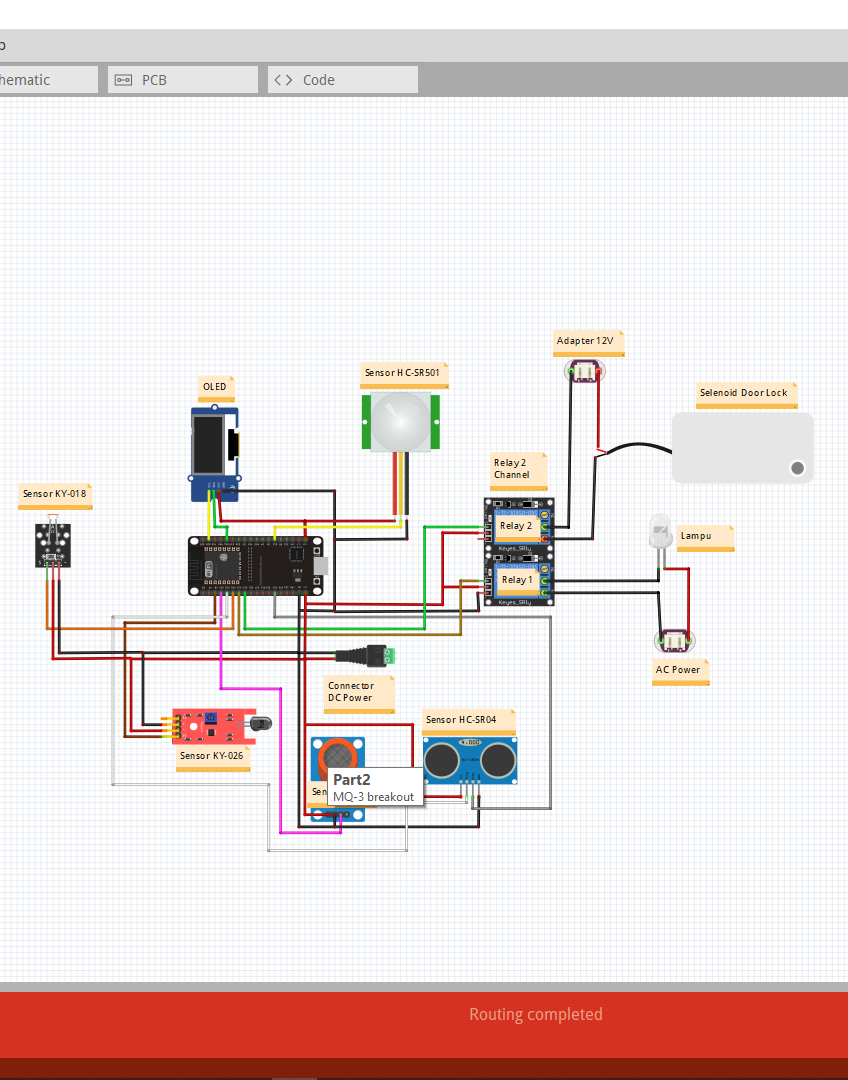 p
hematic
PCB
Code
Adapter 12V
Sensor HC-SR501
OLED
Selenoid Door Lock
Relay 2
Channel
Sensor KY-018
Relay 2
Keyes_SRly
Lampu
Relay 1
Keyes_SRly
AC Power
Connector
DC Power
Sensor HC-SR04
Sensor KY-026
Part2
MQ-3 breakout
Sen
Routing completed